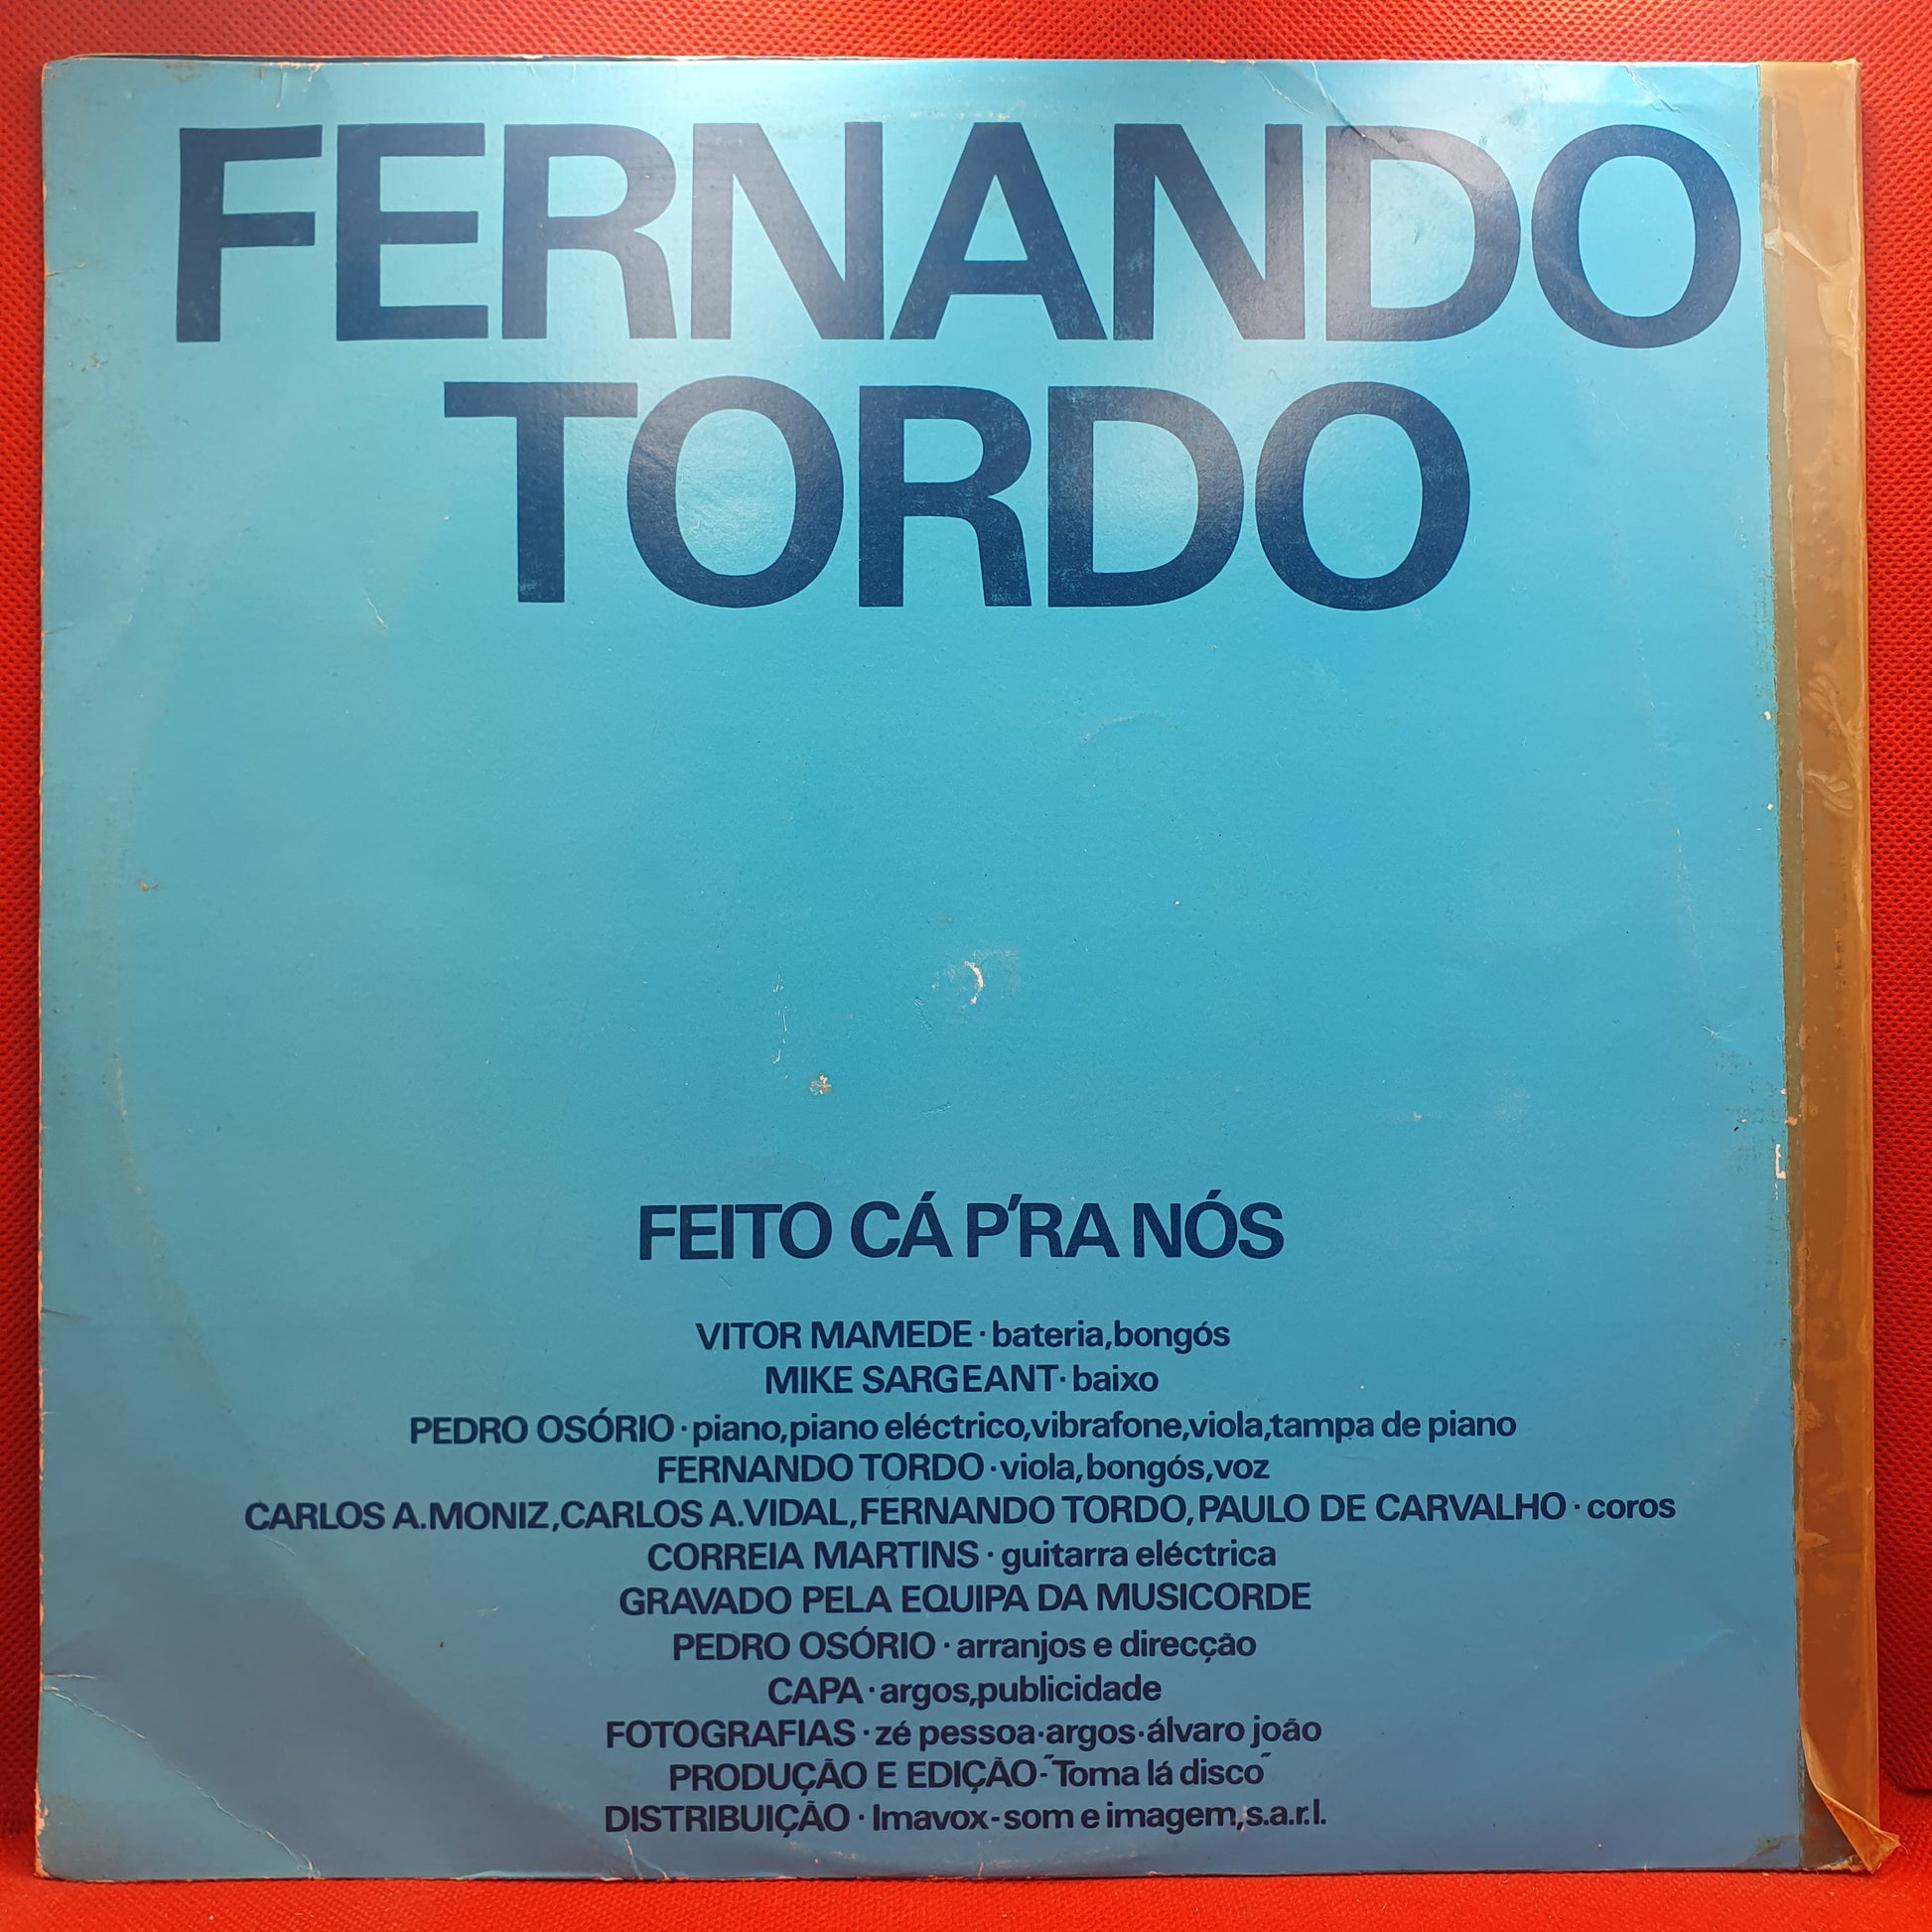 FERNANDO
TORDO
FEITO CÁ P'RA NÓS
VITOR MAMEDE · bateria,bongós
MIKE SARGEANT · baixo
PEDRO OSÓRIO · piano,piano eléctrico,vibrafone,viola,tampa de piano
FERNANDO TORDO · viola,bongós,voz
CARLOS A.MONIZ,CARLOS A.VIDAL,FERNANDO TORDO,PAULO DE CARVALHO · coros
CORREIA MARTINS · guitarra eléctrica
GRAVADO PELA EQUIPA DA MUSICORDE
PEDRO OSÓRIO · arranjos e direcção
CAPA · argos,publicidade
FOTOGRAFIAS · zé pessoa·argos·álvaro joão
PRODUÇÃO E EDIÇÃO-"Toma lá disco"
DISTRIBUIÇÃO · Imavox-som e imagem,s.a.r.l.